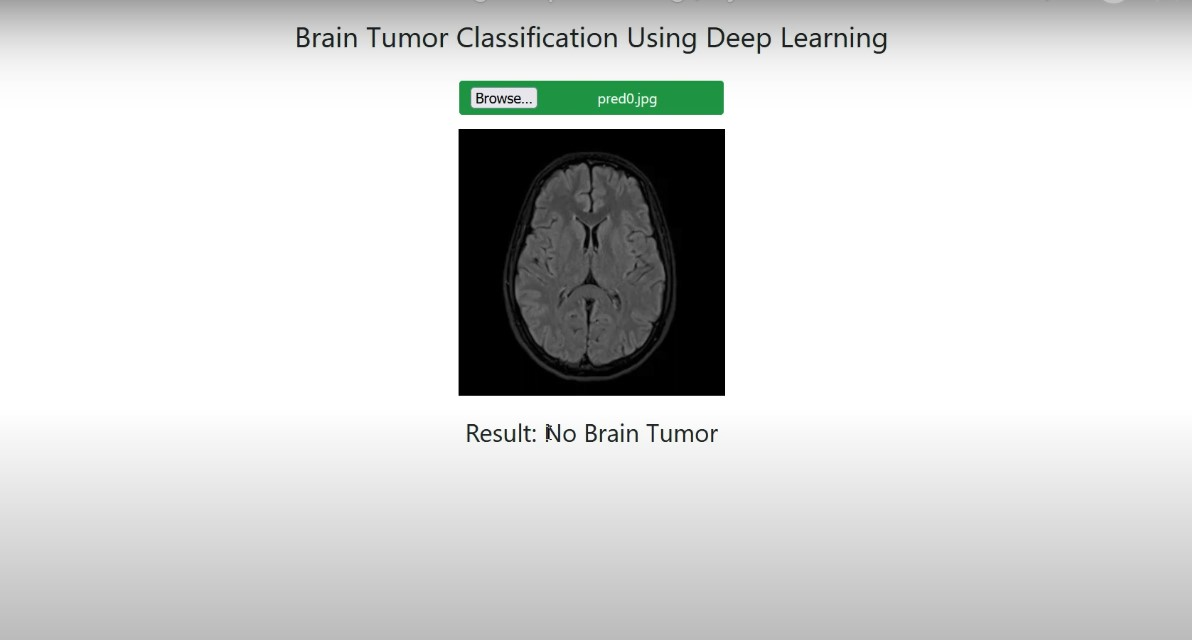 Brain Tumor Classification Using Deep Learning
Browse... pred0.jpg
Result: No Brain Tumor